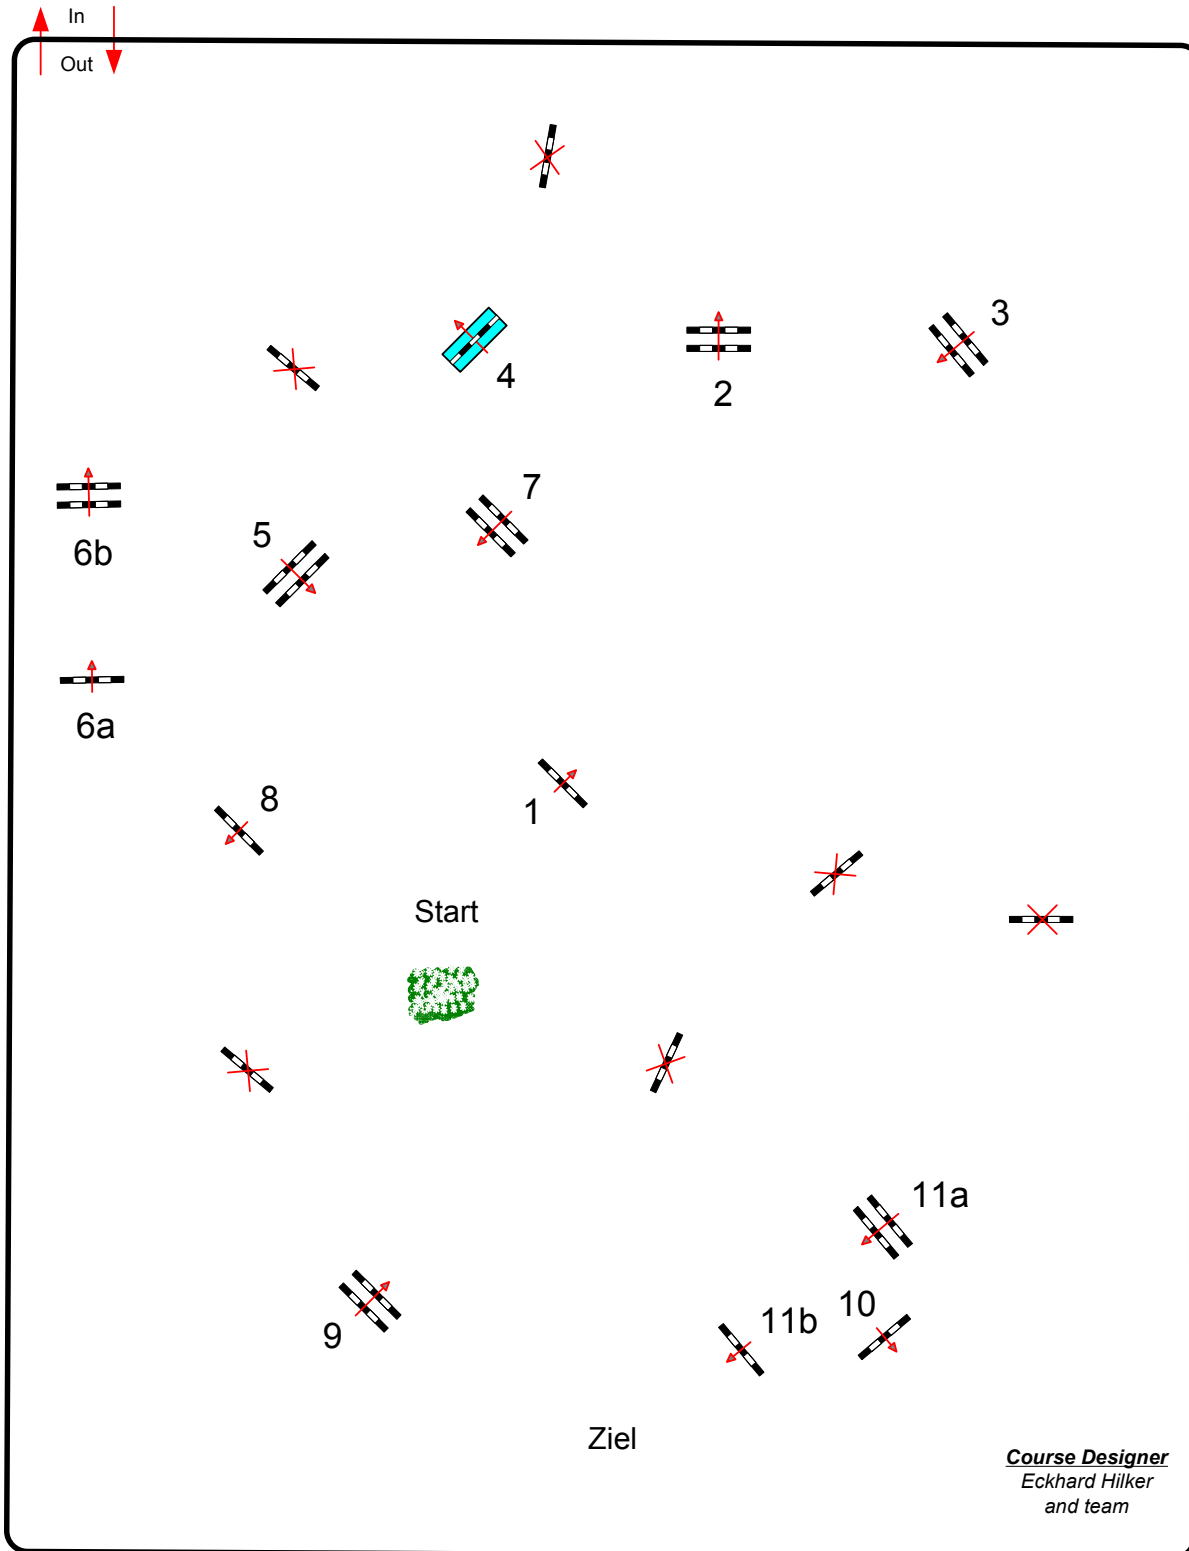 In
Out
3
4
2
7
5
6b
6a
8
1
Start
11a
10
11b
9
Ziel
Course Designer
Eckhard Hilker
and team